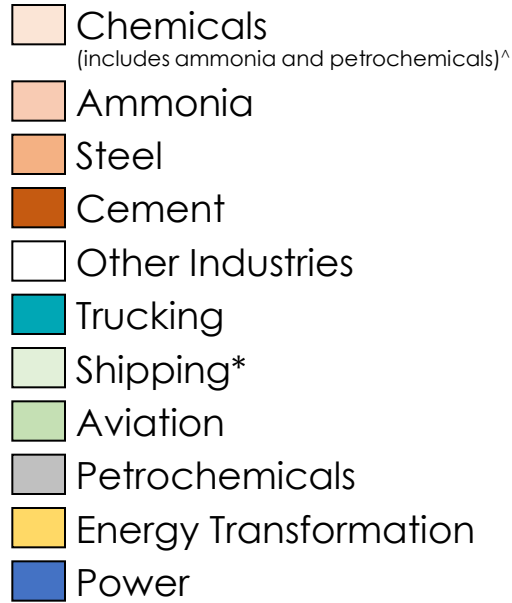 Chemicals
(includes ammonia and petrochemicals)^
Ammonia
Steel
Cement
Other Industries
Trucking
Shipping*
Aviation
Petrochemicals
Energy Transformation
Power